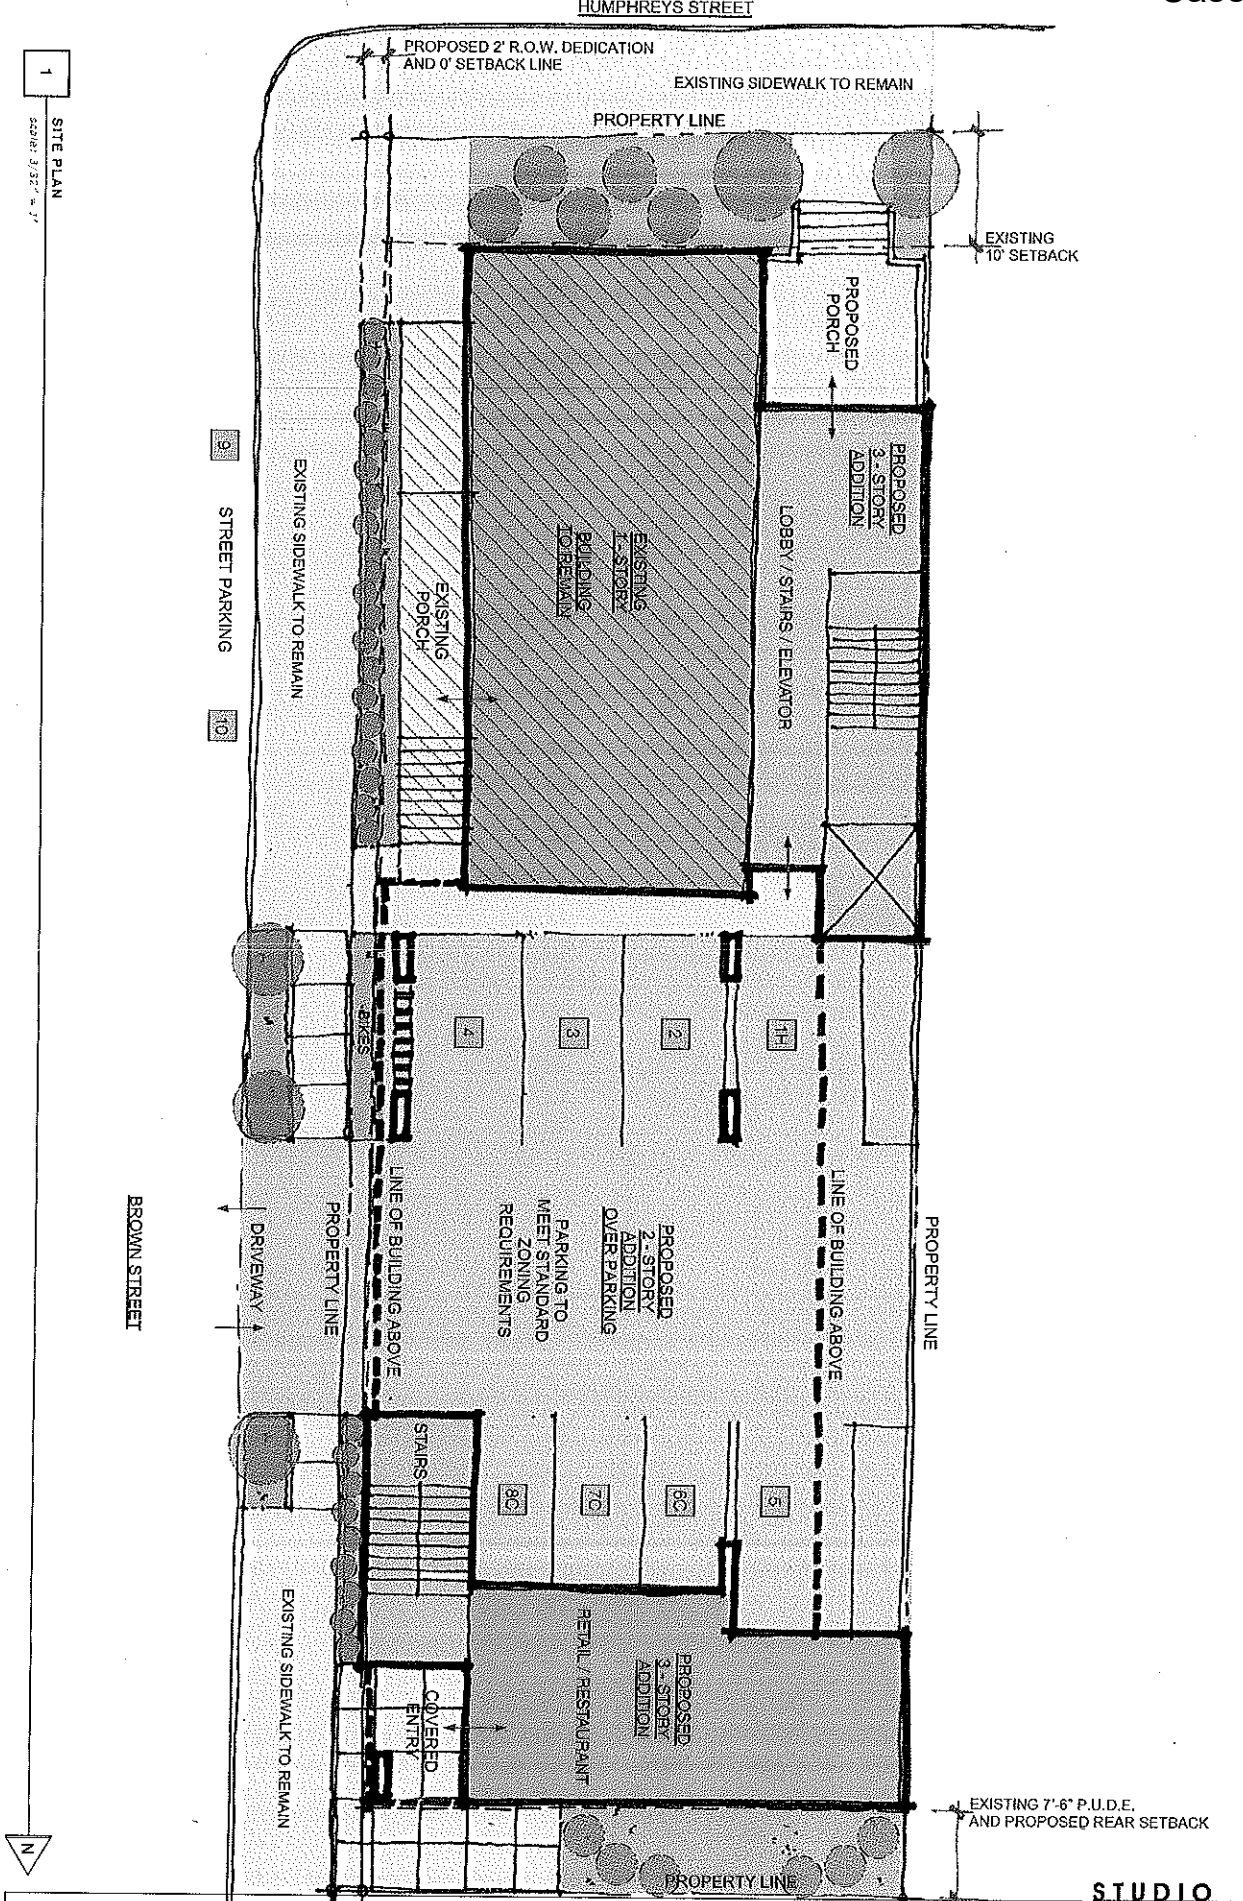 HUMPHREYS STREET
PROPOSED 2' R.O.W. DEDICATION
AND 0' SETBACK LINE
EXISTING SIDEWALK TO REMAIN
PROPERTY LINE
1
SITE PLAN
scale: 3/32" = 1'
EXISTING
10' SETBACK
PROPOSED
PORCH
PROPOSED
3 - STORY
ADDITION
LOBBY / STAIRS / ELEVATOR
EXISTING
1 - STORY
BUILDING
TO REMAIN
EXISTING
PORCH
EXISTING SIDEWALK TO REMAIN
9
STREET PARKING
10
BIKES
4
3
2
1H
LINE OF BUILDING ABOVE
PROPERTY LINE
PROPOSED
2 - STORY
ADDITION
OVER PARKING
PARKING TO
MEET STANDARD
ZONING
REQUIREMENTS
LINE OF BUILDING ABOVE
PROPERTY LINE
DRIVEWAY
BROWN STREET
STAIRS
8C
7C
6C
5
PROPOSED
3 - STORY
ADDITION
RETAIL / RESTAURANT
COVERED
ENTRY
EXISTING SIDEWALK TO REMAIN
EXISTING 7'-6" P.U.D.E.
AND PROPOSED REAR SETBACK
PROPERTY LINE
N
STUDIO